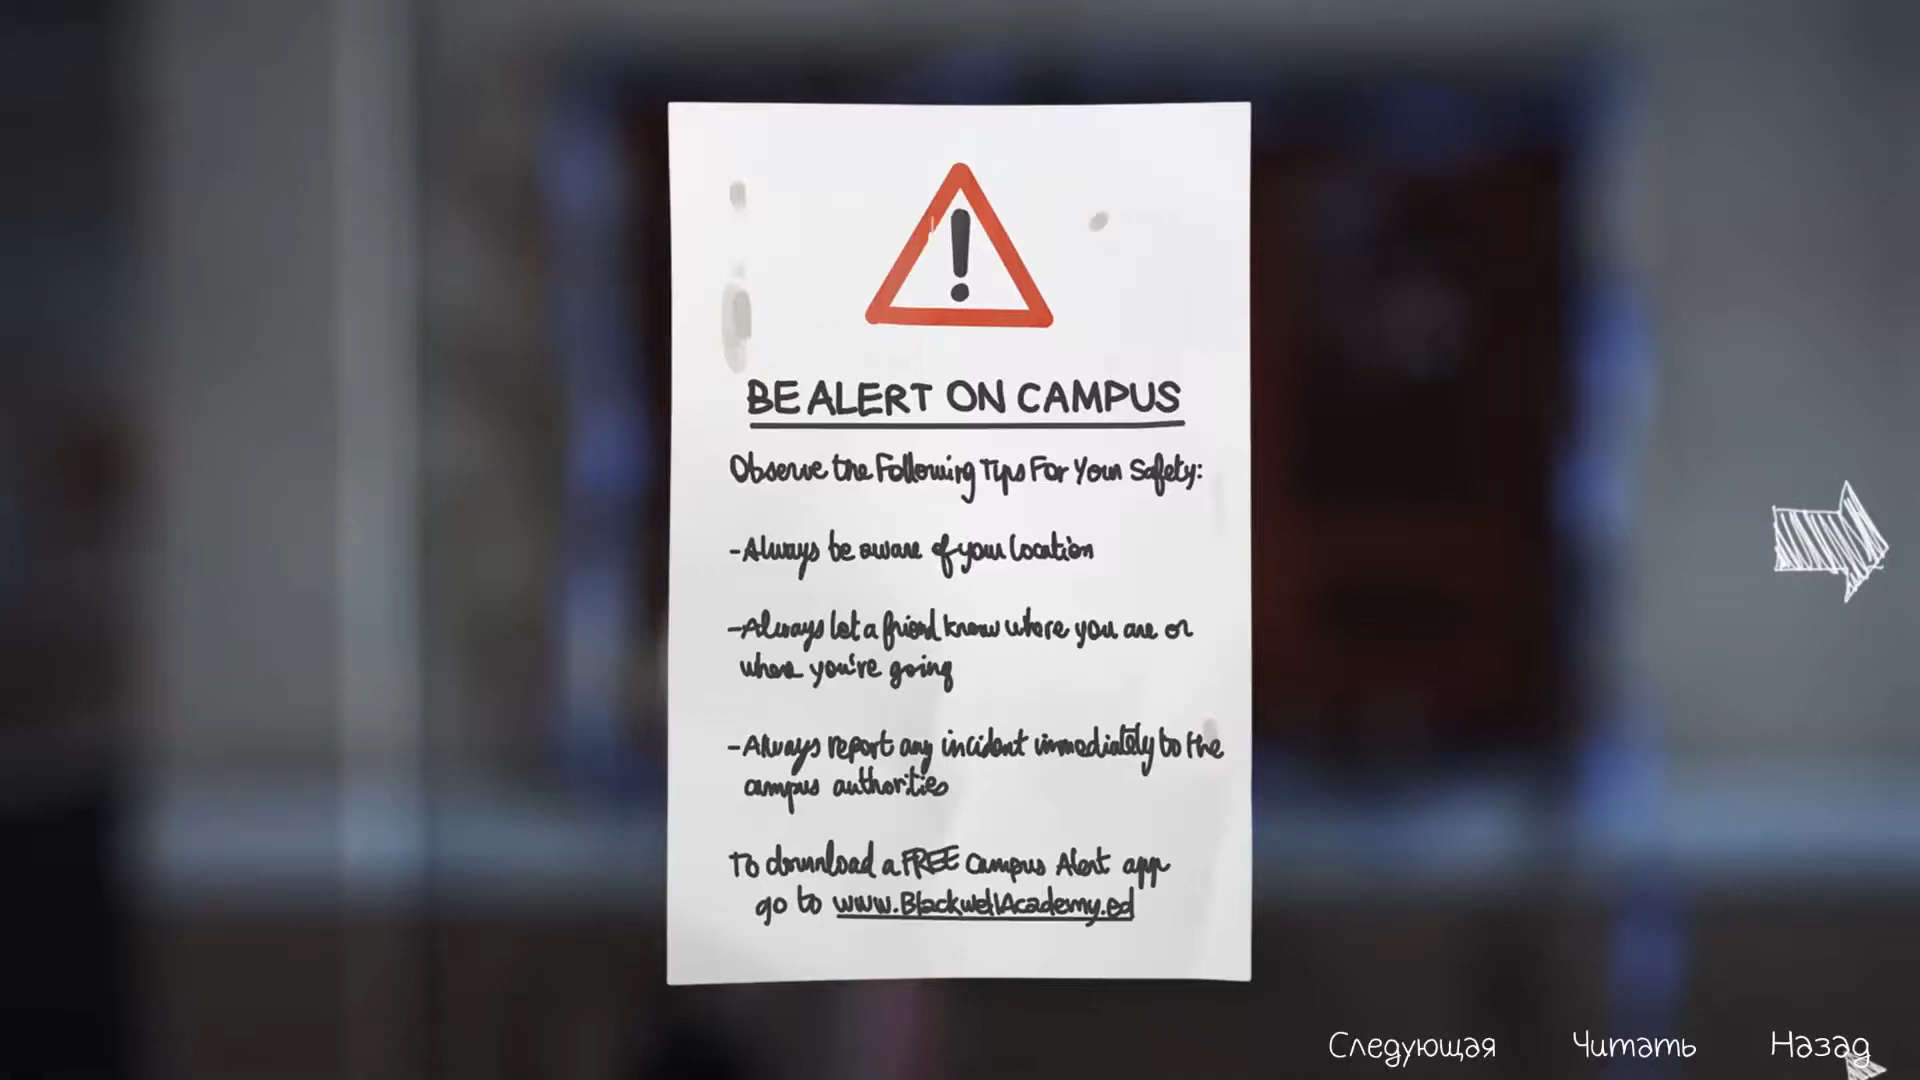 BE ALERT ON CAMPUS
Observe the Following Tips For Your Safety:
-Always be aware of your location
-Always let a friend know where you are or
where you're going
-Always report any incident immediately to the
campus authorities
To download a FREE Campus Alert app
go to www.BlackwellAcademy.ed
Следующая Читать Назад